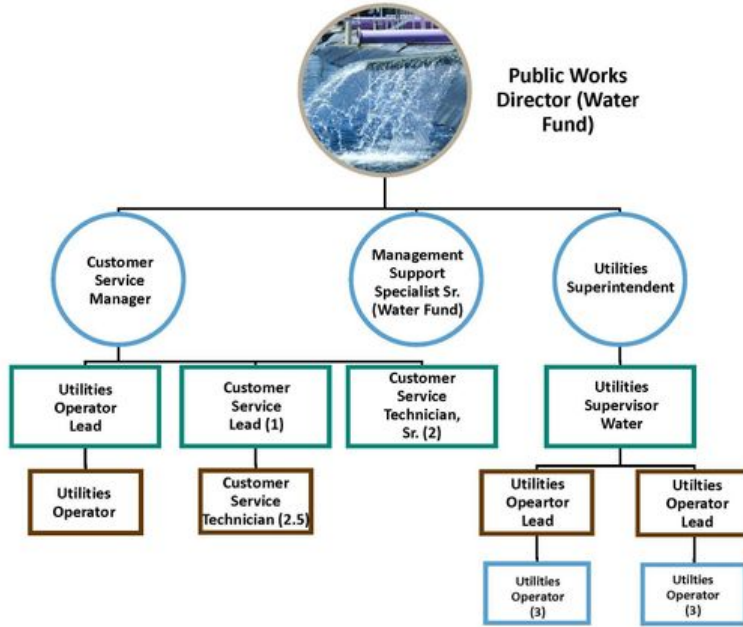 Public Works
Director (Water
Fund)
Customer
Service
Manager
Management
Support
Specialist Sr.
(Water Fund)
Utilities
Superintendent
Utilities
Operator
Lead
Customer
Service
Lead (1)
Customer
Service
Technician,
Sr. (2)
Utilities
Supervisor
Water
Utilities
Operator
Customer
Service
Technician (2.5)
Utilities
Opeartor
Lead
Utilties
Operator
Lead
Utilities
Operator
(3)
Utilties
Operator
(3)